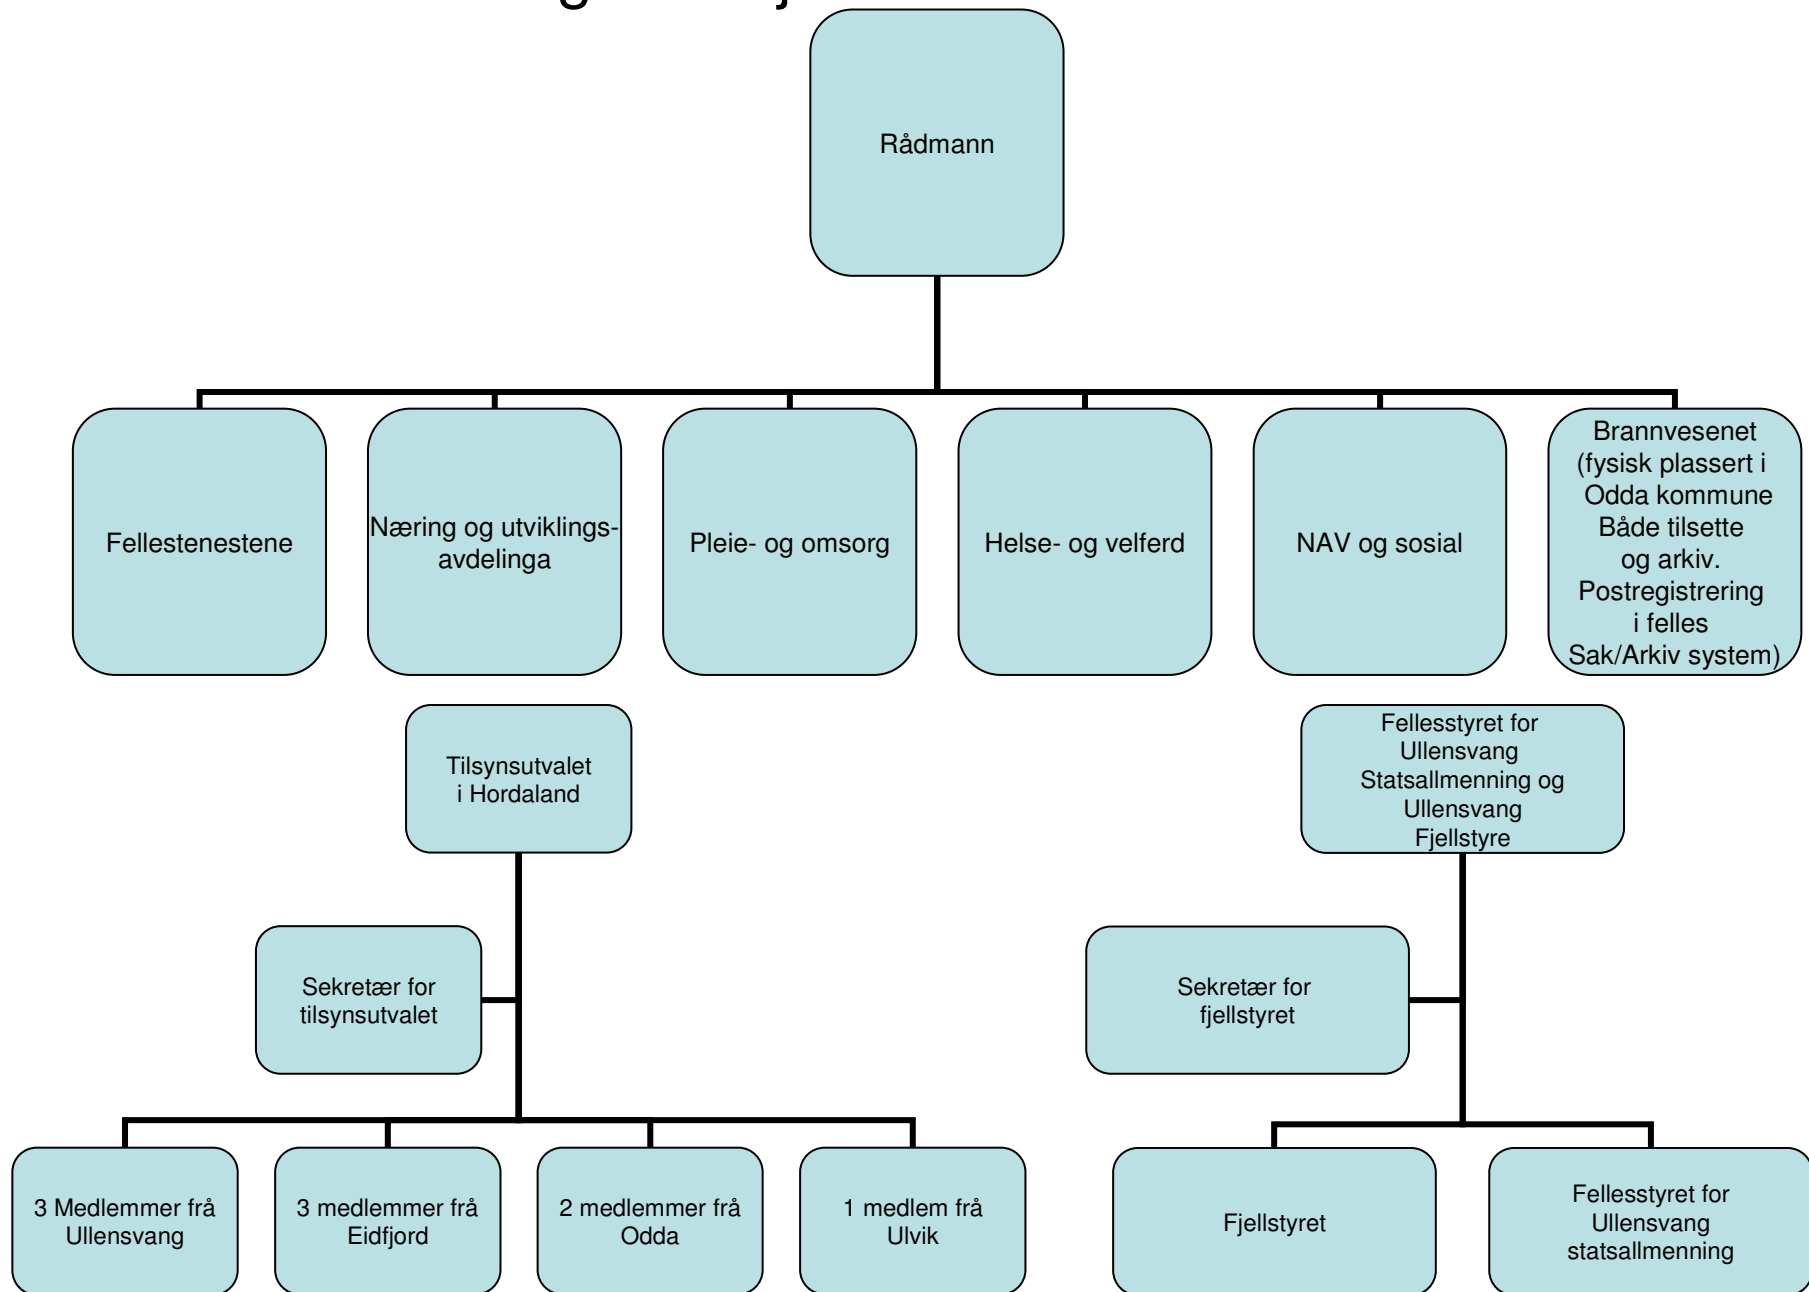 Rådmann
Fellestenestene
Næring og utviklings-
avdelinga
Pleie- og omsorg
Helse- og velferd
NAV og sosial
Brannvesenet
(fysisk plassert i
Odda kommune
Både tilsette
og arkiv.
Postregistrering
i felles
Sak/Arkiv system)
Tilsynsutvalet
i Hordaland
Fellesstyret for
Ullensvang
Statsallmenning og
Ullensvang
Fjellstyre
Sekretær for
tilsynsutvalet
Sekretær for
fjellstyret
3 Medlemmer frå
Ullensvang
3 medlemmer frå
Eidfjord
2 medlemmer frå
Odda
1 medlem frå
Ulvik
Fjellstyret
Fellesstyret for
Ullensvang
statsallmenning